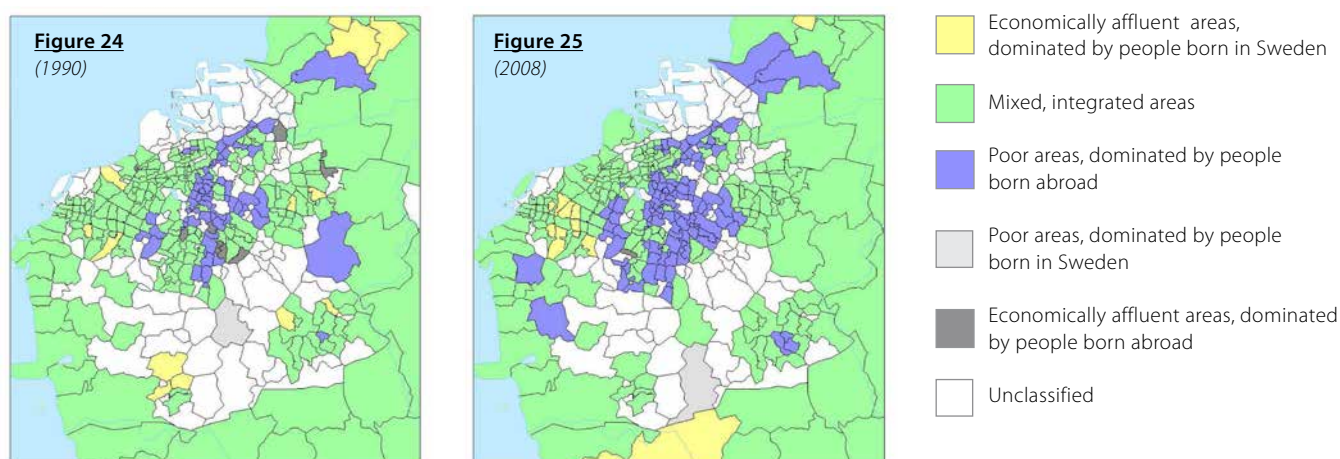 Figure 24
(1990)
Figure 25
(2008)
Economically affluent areas,
dominated by people born in Sweden
Mixed, integrated areas
Poor areas, dominated by people
born abroad
Poor areas, dominated by people
born in Sweden
Economically affluent areas, dominated
by people born abroad
Unclassified